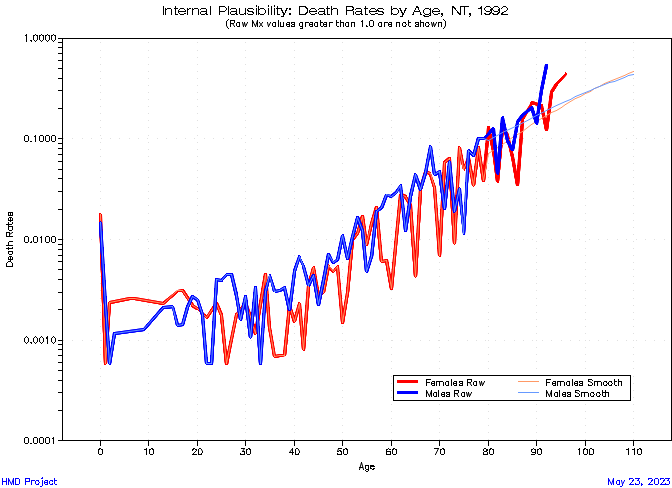 Internal Plausibility: Death Rates by Age, NT, 1992
(Raw Mx values greater than 1.0 are not shown)
1.0000
0.1000
0.0100
0.0010
0.0001
Death Rates
0 10 20 30 40 50 60 70 80 90 100 110
Age
Females Raw Females Smooth
Males Raw Males Smooth
HMD Project May 23, 2023